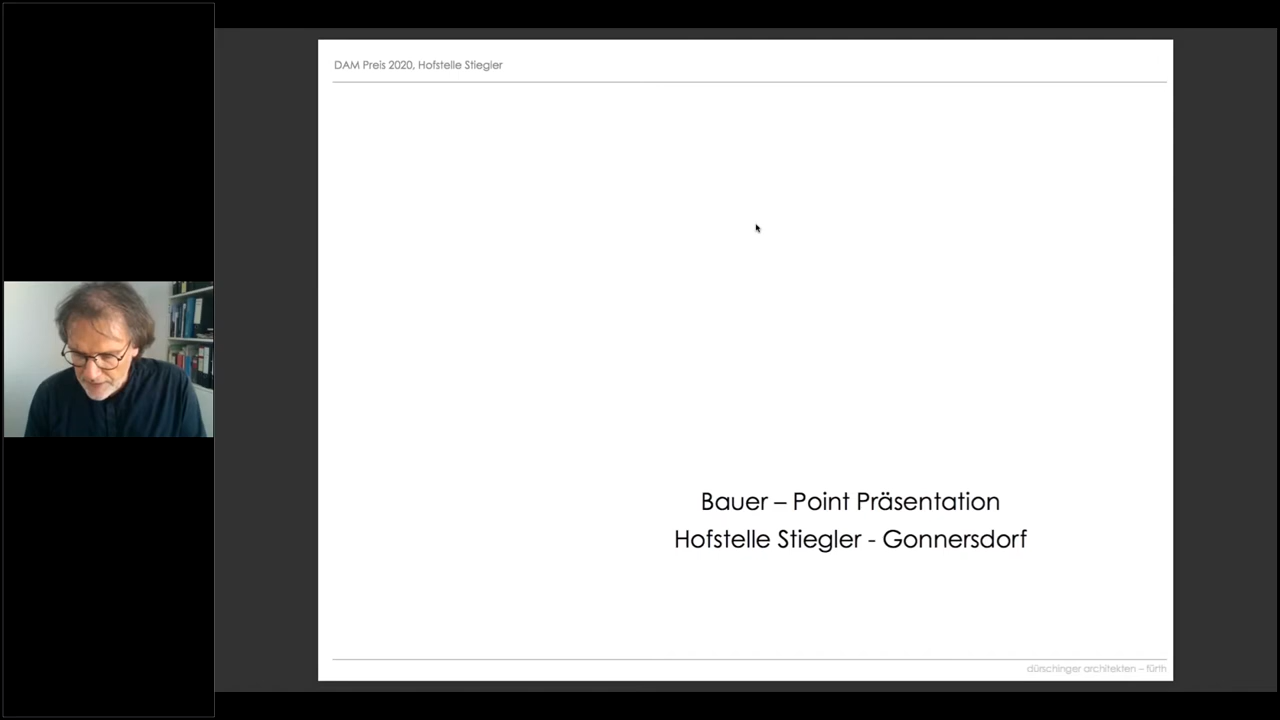 DAM Preis 2020, Hofstelle Stiegler
Bauer – Point Präsentation
Hofstelle Stiegler - Gonnersdorf
dürschinger architekten – fürth